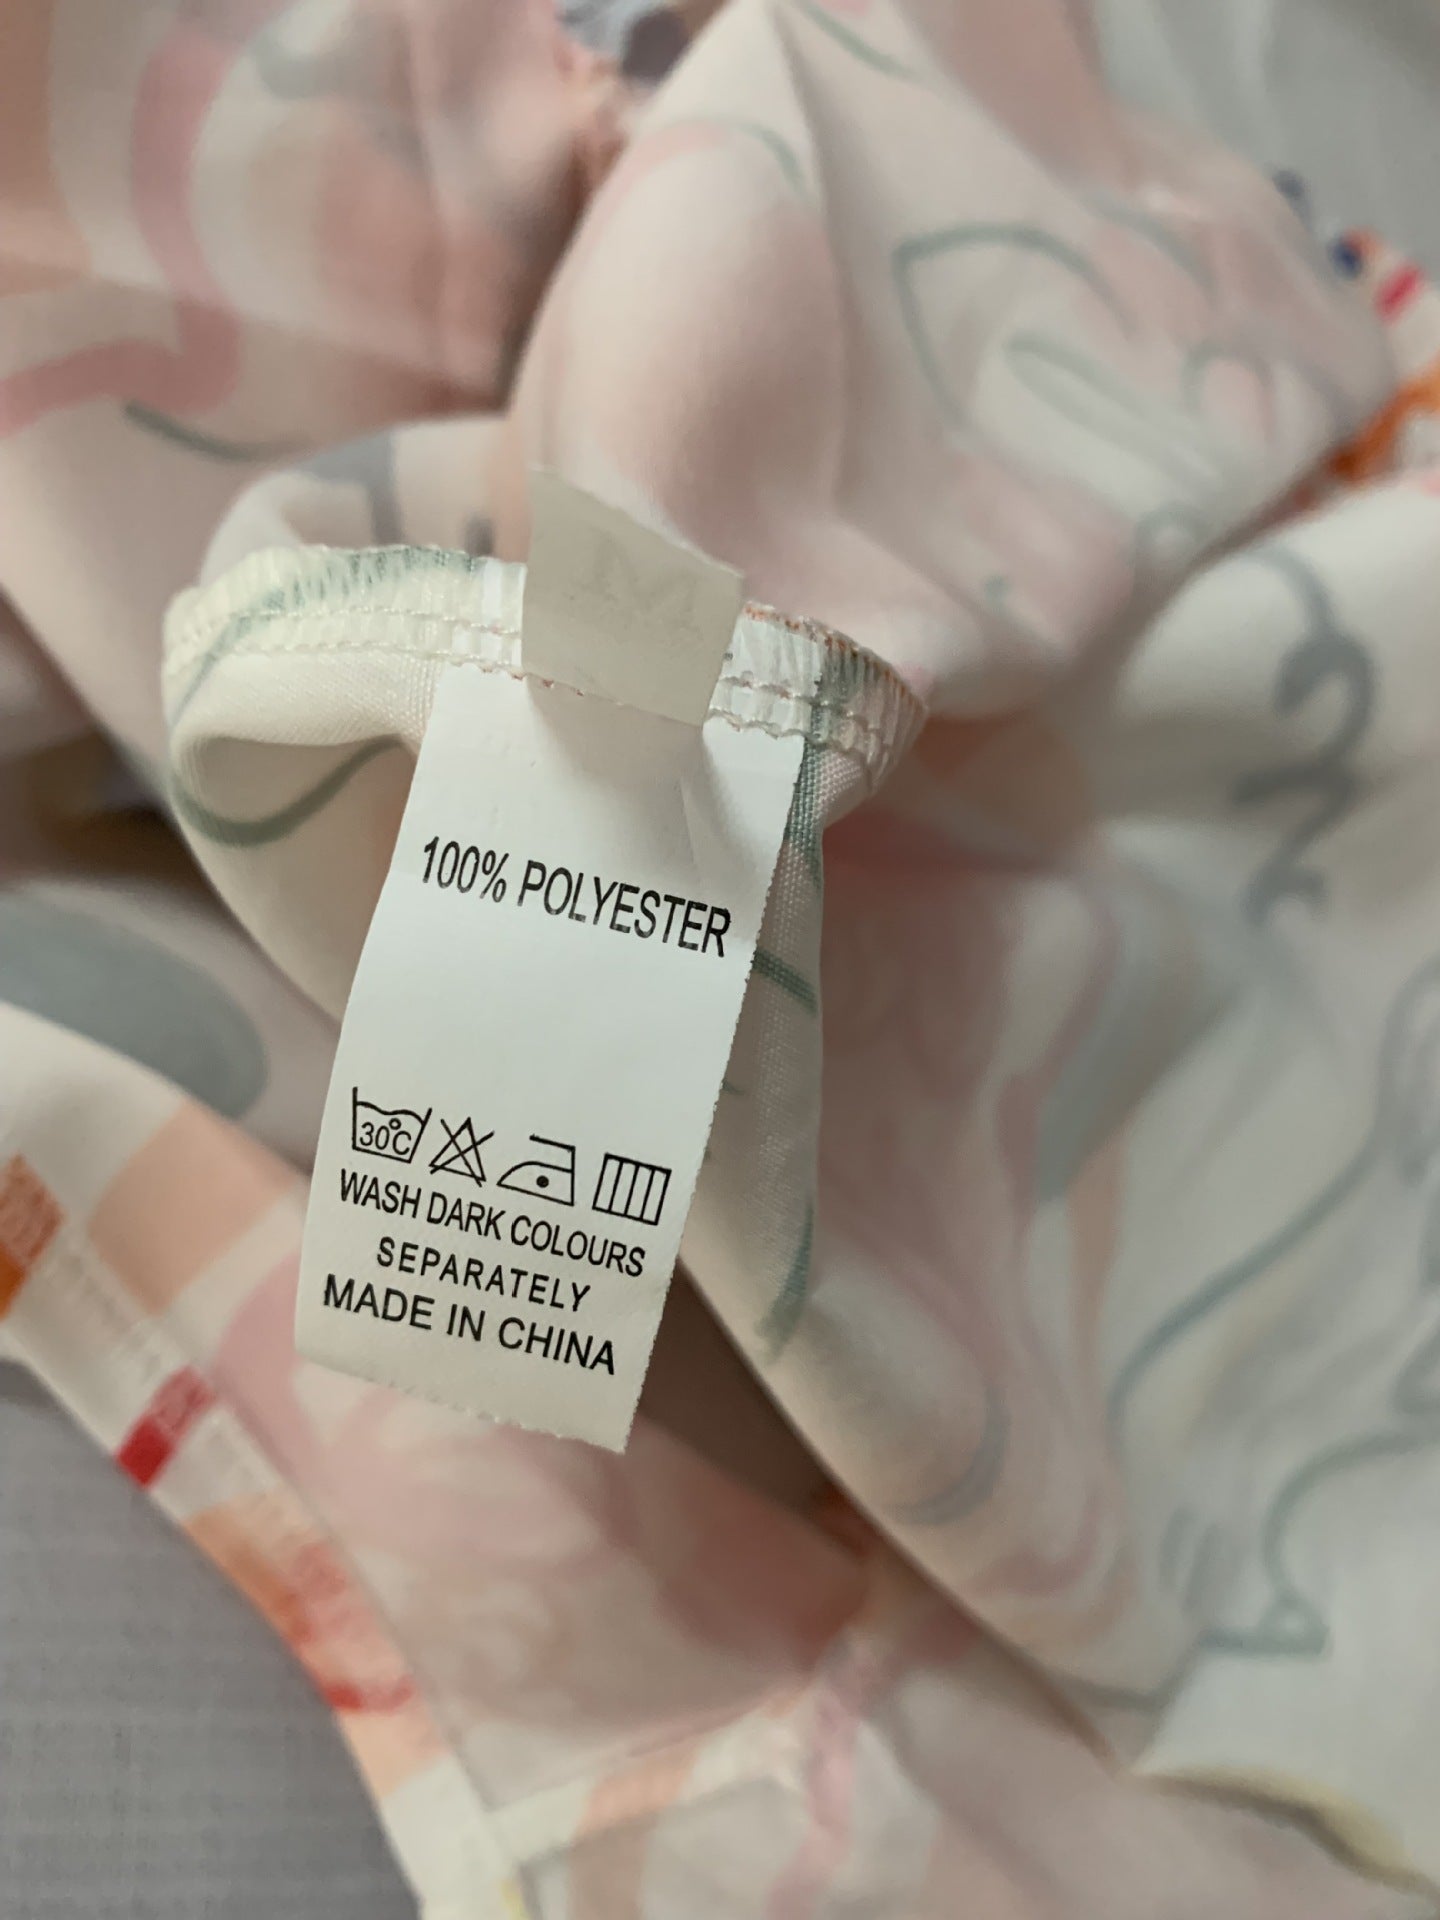 100% POLYESTER
30°C
WASH DARK COLOURS
SEPARATELY
MADE IN CHINA